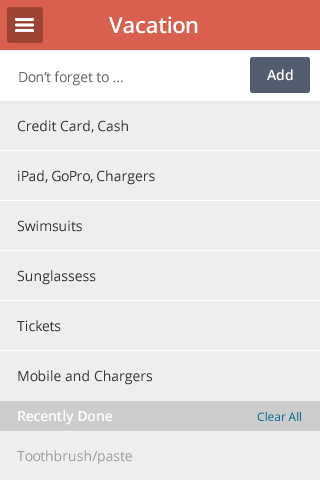 Vacation
Don’t forget to ...
Add
Credit Card, Cash
iPad, GoPro, Chargers
Swimsuits
Sunglassess
Tickets
Mobile and Chargers
Recently Done
Clear All
Toothbrush/paste